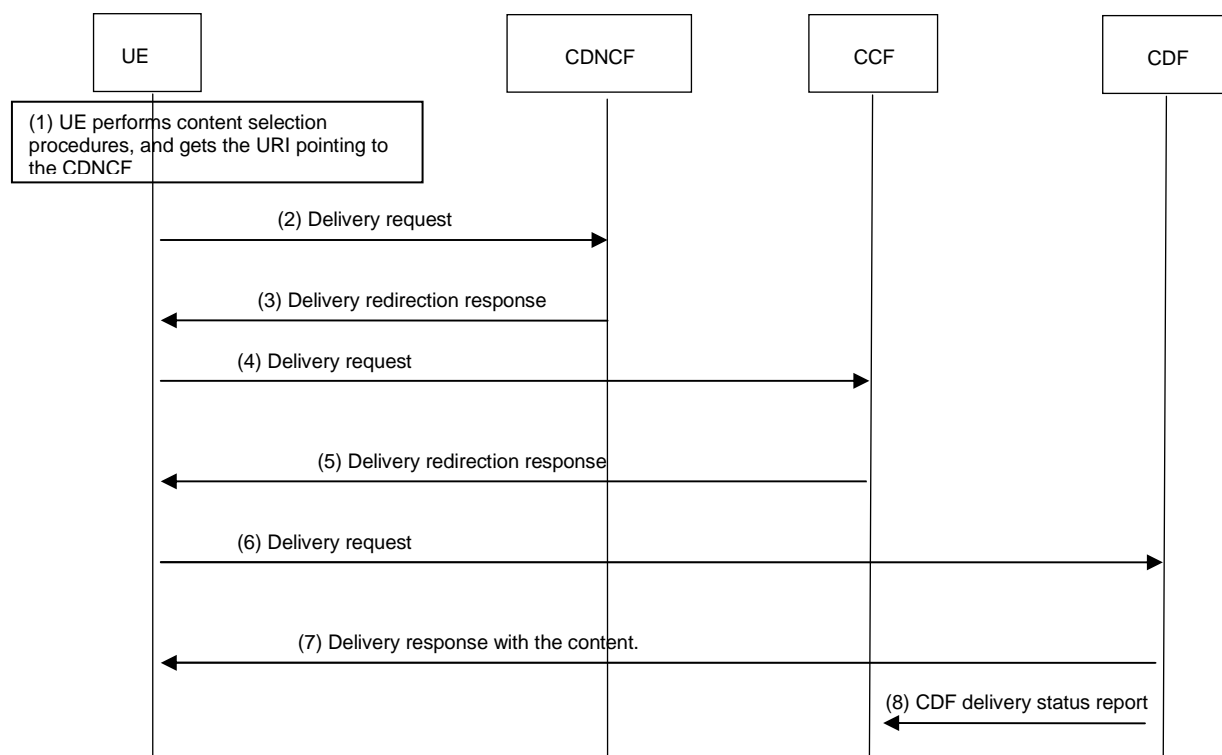 UE
CDNCF
CCF
CDF
(1) UE performs content selection
procedures, and gets the URI pointing to
the CDNCF
(2) Delivery request
(3) Delivery redirection response
(4) Delivery request
(5) Delivery redirection response
(6) Delivery request
(7) Delivery response with the content.
(8) CDF delivery status report